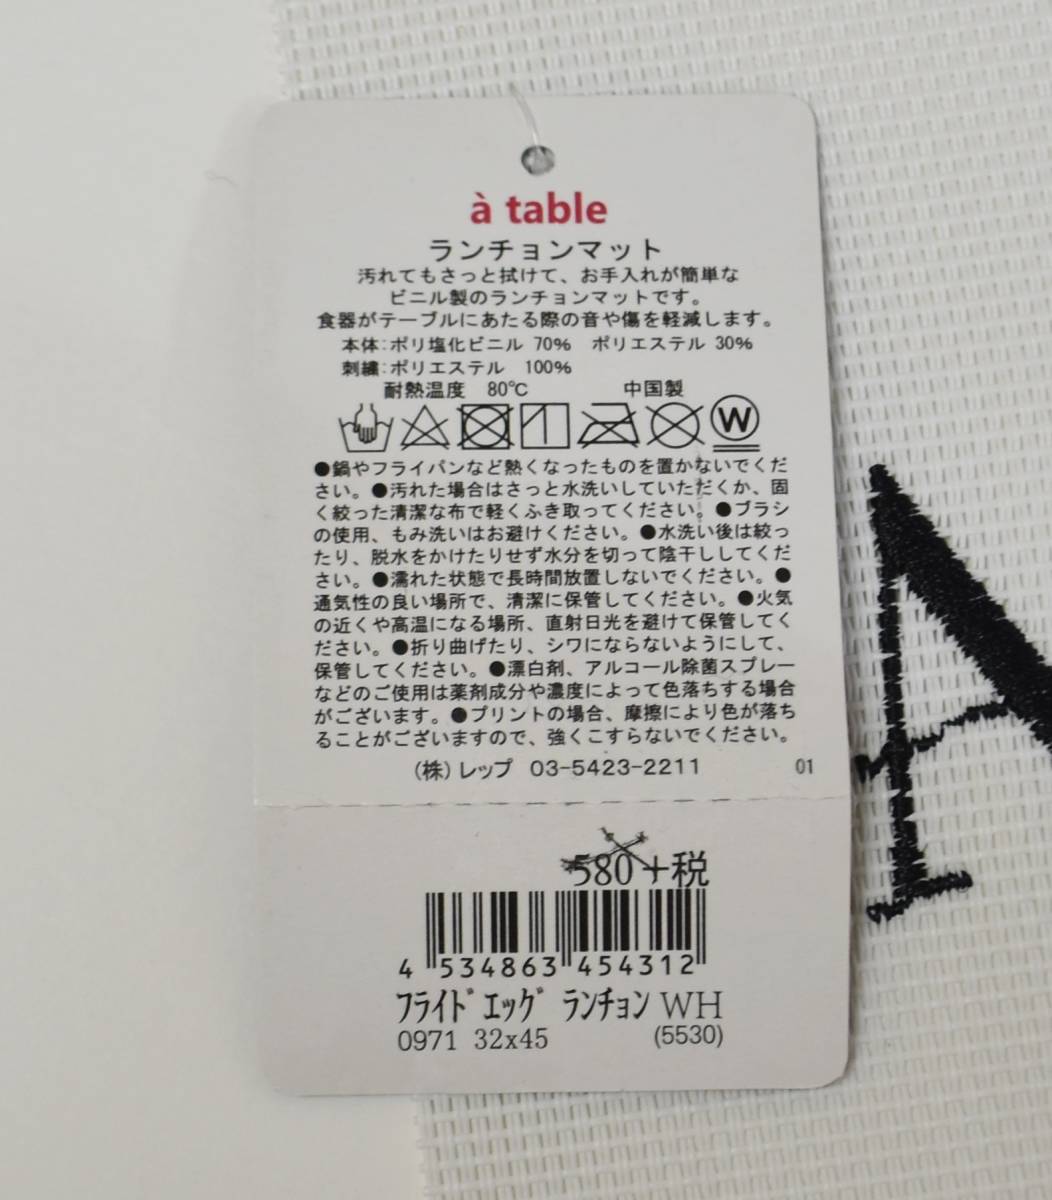 à table
ランチョンマット
汚れてもさっと拭けて、お手入れが簡単な
ビニル製のランチョンマットです。
食器がテーブルにあたる際の音や傷を軽減します。
本体:ポリ塩化ビニル 70% ポリエステル 30%
刺繍:ポリエステル 100%
耐熱温度 80℃ 中国製
W
●鍋やフライパンなど熱くなったものを置かないでくだ
さい。●汚れた場合はさっと水洗いしていただくか、固
く絞った清潔な布で軽くふき取ってください。●ブラシ
の使用、もみ洗いはお避けください。●水洗い後は絞っ
たり、脱水をかけたりせず水分を切って陰干ししてくだ
さい。●濡れた状態で長時間放置しないでください。●
通気性の良い場所で、清潔に保管してください。●火気
の近くや高温になる場所、直射日光を避けて保管してく
ださい。●折り曲げたり、シワにならないようにして、
保管してください。●漂白剤、アルコール除菌スプレー
などのご使用は薬剤成分や濃度によって色落ちする場合
がございます。●プリントの場合、摩擦により色が落ち
ることがございますので、強くこすらないでください。
(株)レップ 03-5423-2211 01
580+税
4 534863 454312
ﾌﾗｲﾄﾞｴｯｸﾞ ﾗﾝﾁｮﾝ WH
0971 32x45 (5530)